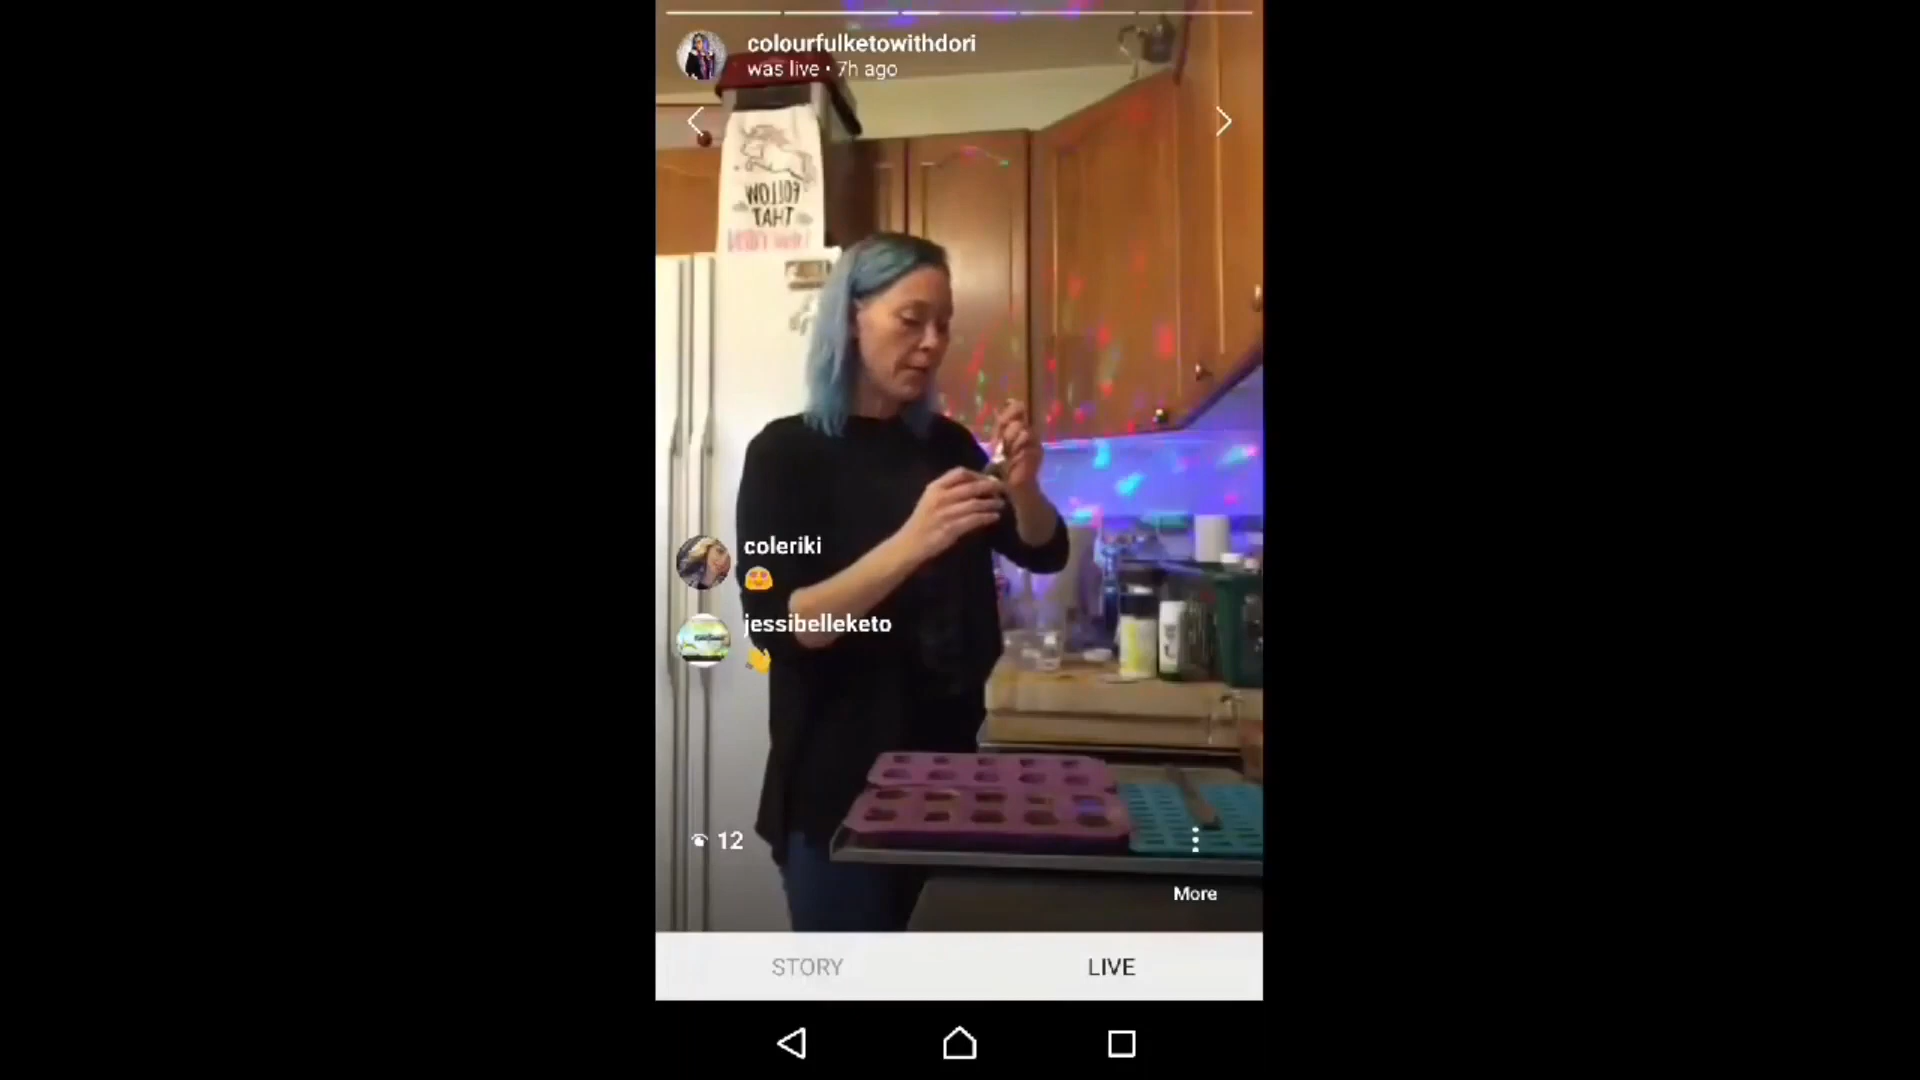 colourfulketowithdori
was live • 7h ago
FOLLOW
THAT
coleriki
jessibelleketo
12
More
STORY
LIVE